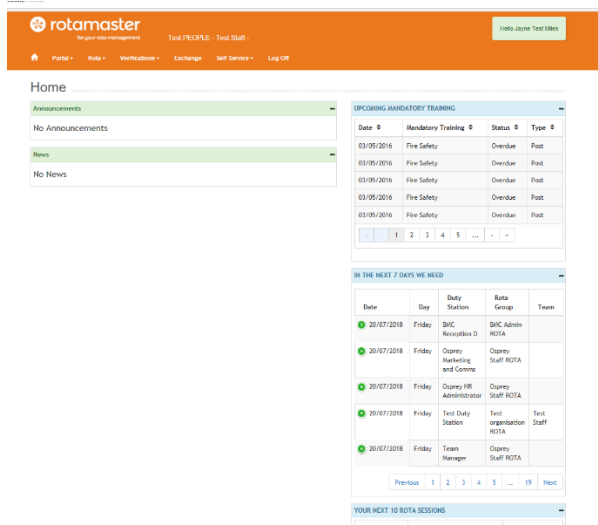 rotamaster
for your rota management
Test PEOPLE - Test Staff -
Hello Jayne Test Miles
Portal Rota Verifications Exchange Self Service Log Off
Home
Announcements
No Announcements
News
No News
UPCOMING MANDATORY TRAINING
Date Mandatory Training Status Type
03/05/2016 Fire Safety Overdue Post
03/05/2016 Fire Safety Overdue Post
03/05/2016 Fire Safety Overdue Post
03/05/2016 Fire Safety Overdue Post
03/05/2016 Fire Safety Overdue Post
1 2 3 4 5 ...
IN THE NEXT 7 DAYS WE NEED
Date Day Duty Station Rota Group Team
20/07/2018 Friday BMC Reception D BMC Admin ROTA
20/07/2018 Friday Osprey Marketing and Comms Osprey Staff ROTA
20/07/2018 Friday Osprey HR Administrator Osprey Staff ROTA
20/07/2018 Friday Test Duty Station Test organisation ROTA Test Staff
20/07/2018 Friday Team Manager Osprey Staff ROTA
Previous 1 2 3 4 5 ... 19 Next
YOUR NEXT 10 ROTA SESSIONS